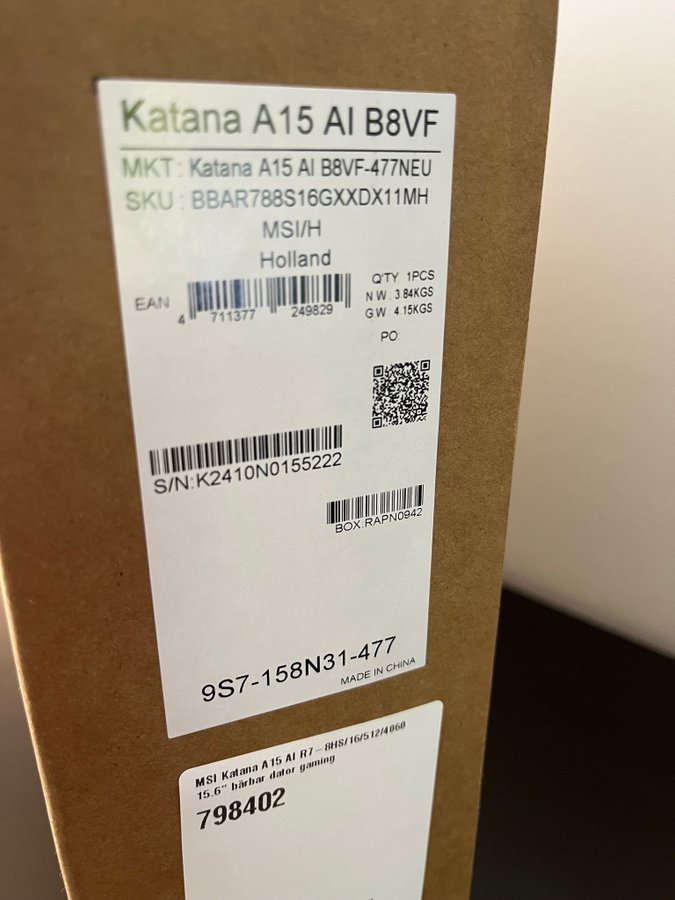 Katana A15 AI B8VF
MKT : Katana A15 AI B8VF-477NEU
SKU : BBAR788S16GXXDX11MH
MSI/H
Holland
EAN
4 711377 249829
Q'TY 1PCS
N W . 3.84KGS
G W 4.15KGS
PO
S/N:K2410N0155222
BOX.RAPN0942
9S7-158N31-477
MADE IN CHINA
MSI Katana A15 AI R7-8HS/16/512/4060
15.6" bärbar dator gaming
798402